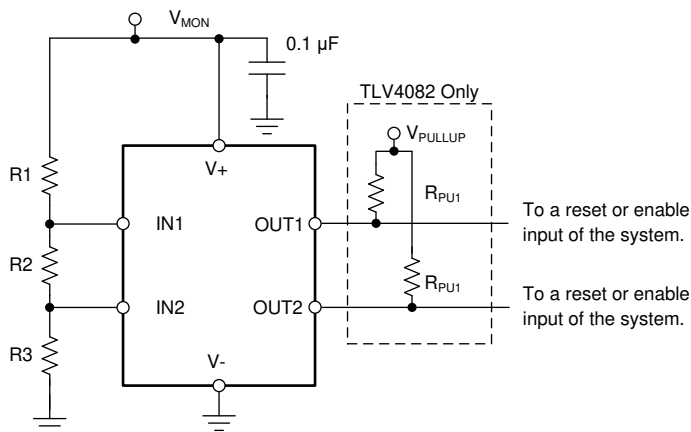 VMON
0.1 µF
TLV4082 Only
VPULLUP
R1
V+
RPU1
IN1
OUT1
To a reset or enable
input of the system.
R2
RPU1
IN2
OUT2
To a reset or enable
input of the system.
R3
V-